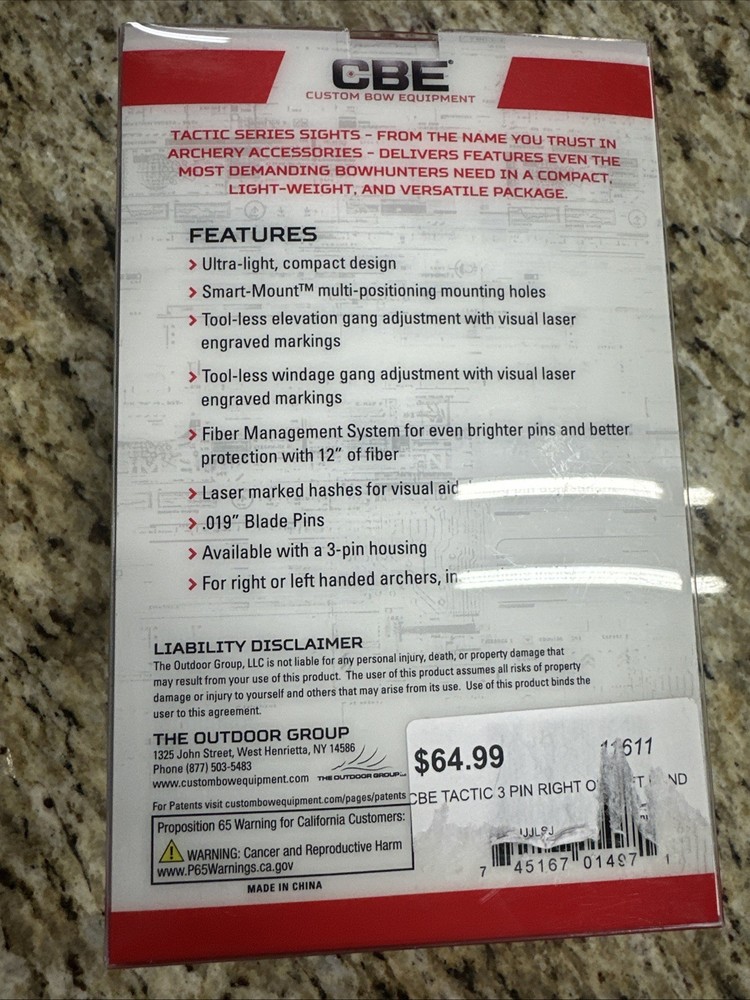 CBE®
CUSTOM BOW EQUIPMENT
TACTIC SERIES SIGHTS - FROM THE NAME YOU TRUST IN
ARCHERY ACCESSORIES - DELIVERS FEATURES EVEN THE
MOST DEMANDING BOWHUNTERS NEED IN A COMPACT,
LIGHT-WEIGHT, AND VERSATILE PACKAGE.
FEATURES
> Ultra-light, compact design
> Smart-Mount™ multi-positioning mounting holes
> Tool-less elevation gang adjustment with visual laser
engraved markings
> Tool-less windage gang adjustment with visual laser
engraved markings
> Fiber Management System for even brighter pins and better
protection with 12" of fiber
> Laser marked hashes for visual aid
> .019" Blade Pins
> Available with a 3-pin housing
> For right or left handed archers,
LIABILITY DISCLAIMER
The Outdoor Group, LLC is not liable for any personal injury, death, or property damage that
may result from your use of this product. The user of this product assumes all risks of property
damage or injury to yourself and others that may arise from its use. Use of this product binds the
user to this agreement.
THE OUTDOOR GROUP
1325 John Street, West Henrietta, NY 14586
Phone (877) 503-5483
www.custombowequipment.com
THE OUTDOOR GROUP LLC
For Patents visit custombowequipment.com/pages/patents
Proposition 65 Warning for California Customers:
WARNING: Cancer and Reproductive Harm
www.P65Warnings.ca.gov
MADE IN CHINA
$64.99 11611
CBE TACTIC 3 PIN RIGHT
7 45167 01497 1